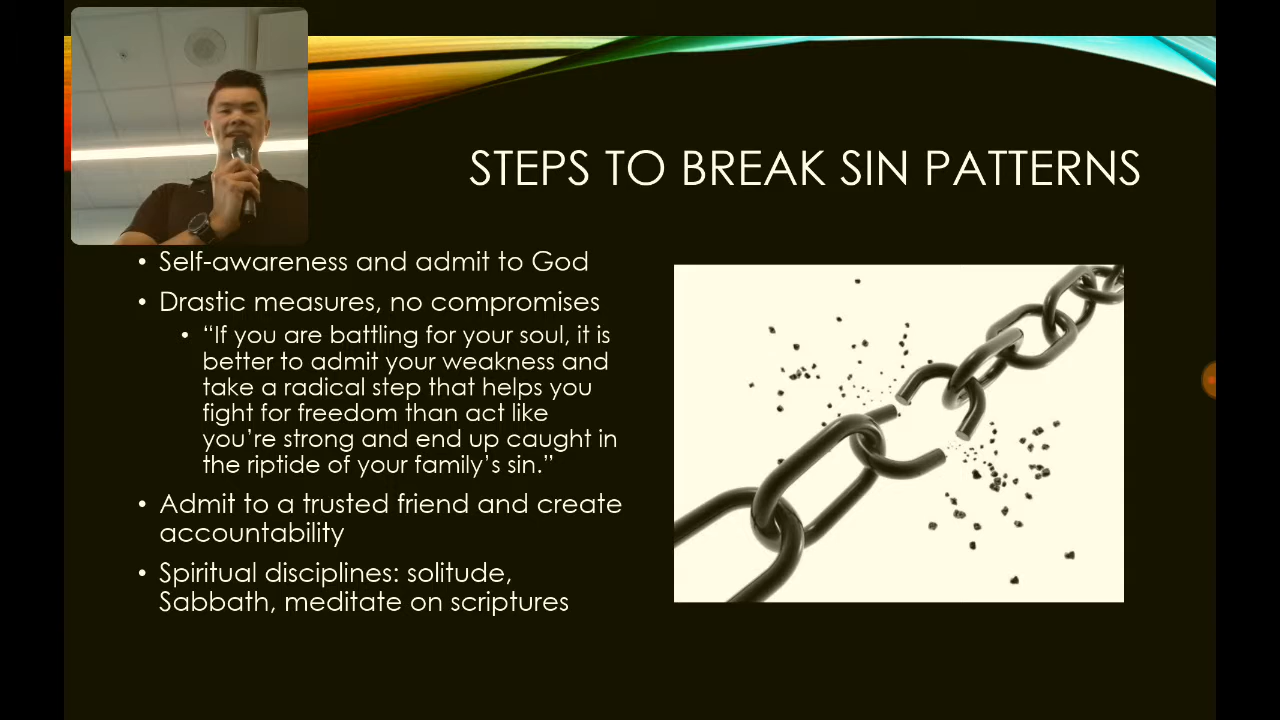 STEPS TO BREAK SIN PATTERNS
• Self-awareness and admit to God
• Drastic measures, no compromises
• “If you are battling for your soul, it is
better to admit your weakness and
take a radical step that helps you
fight for freedom than act like
you’re strong and end up caught in
the riptide of your family’s sin.”
• Admit to a trusted friend and create
accountability
• Spiritual disciplines: solitude,
Sabbath, meditate on scriptures